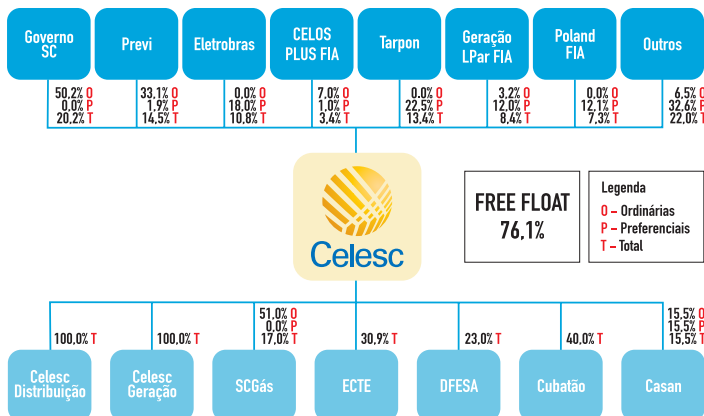 Governo
SC
Previ
Eletrobras
CELOS
PLUS FIA
Tarpon
Geração
LPar FIA
Poland
FIA
Outros
50,2% O
0,0% P
20,2% T
33,1% O
1,9% P
14,5% T
0,0% O
18,0% P
10,8% T
7,0% O
1,0% P
3,4% T
0,0% O
22,5% P
13,4% T
3,2% O
12,0% P
8,4% T
0,0% O
12,1% P
7,3% T
6,5% O
32,6% P
22,0% T
Celesc
FREE FLOAT
76,1%
Legenda
O – Ordinárias
P – Preferenciais
T – Total
100,0% T
100,0% T
51,0% O
0,0% P
17,0% T
30,9% T
23,0% T
40,0% T
15,5% O
15,5% P
15,5% T
Celesc
Distribuição
Celesc
Geração
SCGás
ECTE
DFESA
Cubatão
Casan